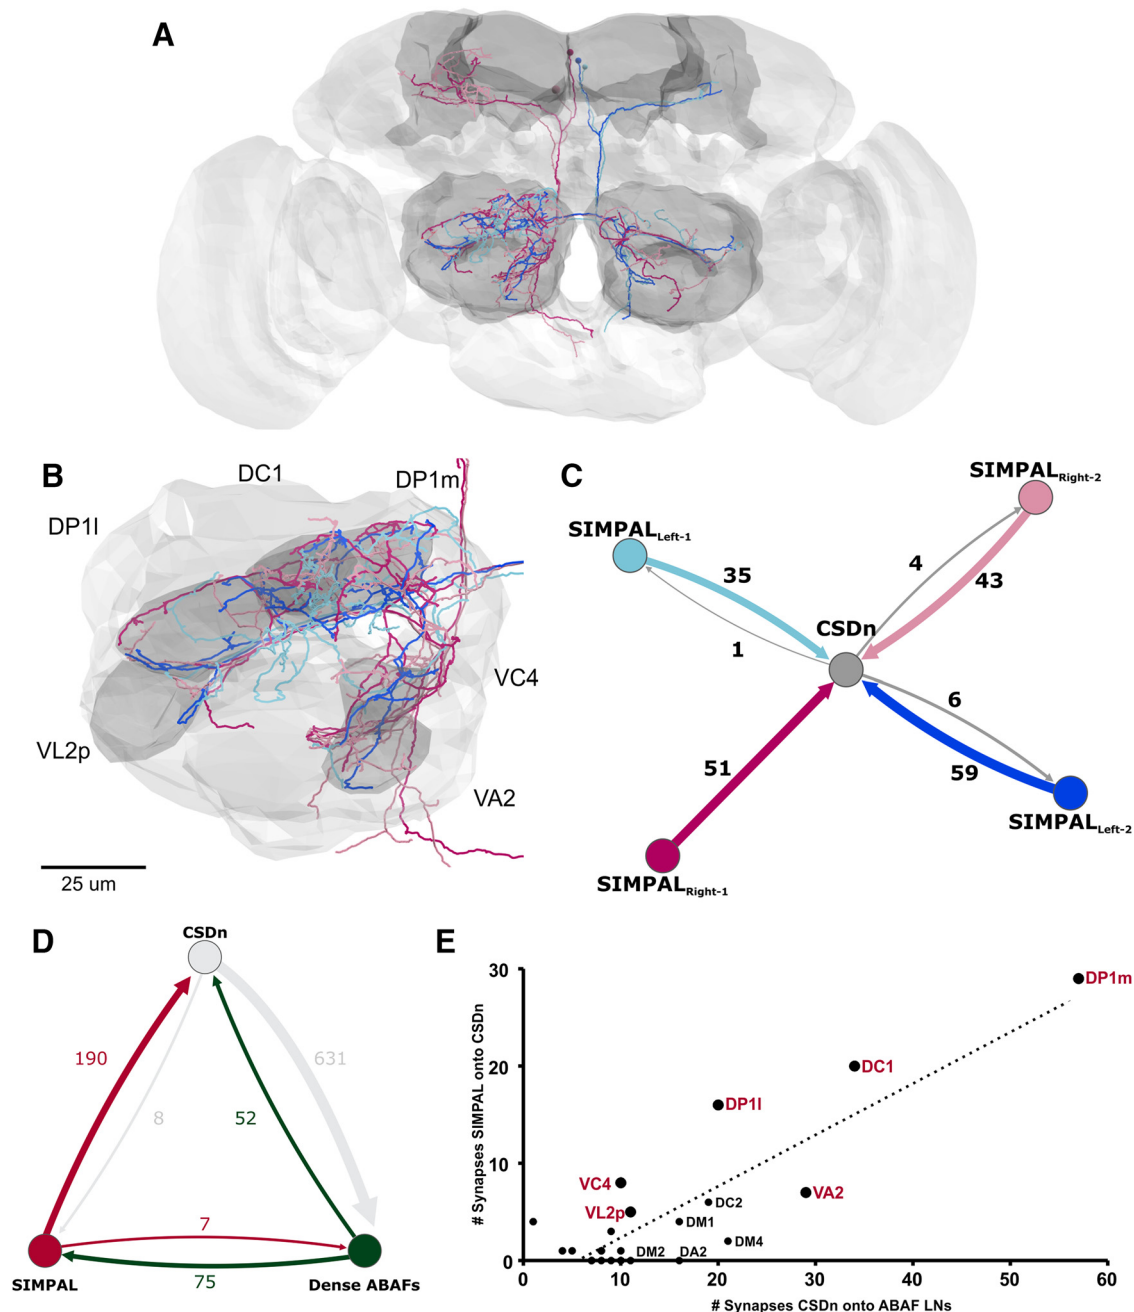 A
B
DC1
DP1m
DP1l
VC4
VL2p
VA2
25 um
C
SIMPAL Right-2
SIMPAL Left-1
4
35
43
CSDn
1
6
51
59
SIMPAL Left-2
SIMPAL Right-1
D
CSDn
190
631
8
52
7
SIMPAL
75
Dense ABAFs
E
# Synapses SIMPAL onto CSDn
30
20
10
0
DP1m
DC1
DP1l
VC4
VA2
DC2
VL2p
DM1
DM4
DM2
DA2
0
10
20
30
40
50
60
# Synapses CSDn onto ABAF LNs